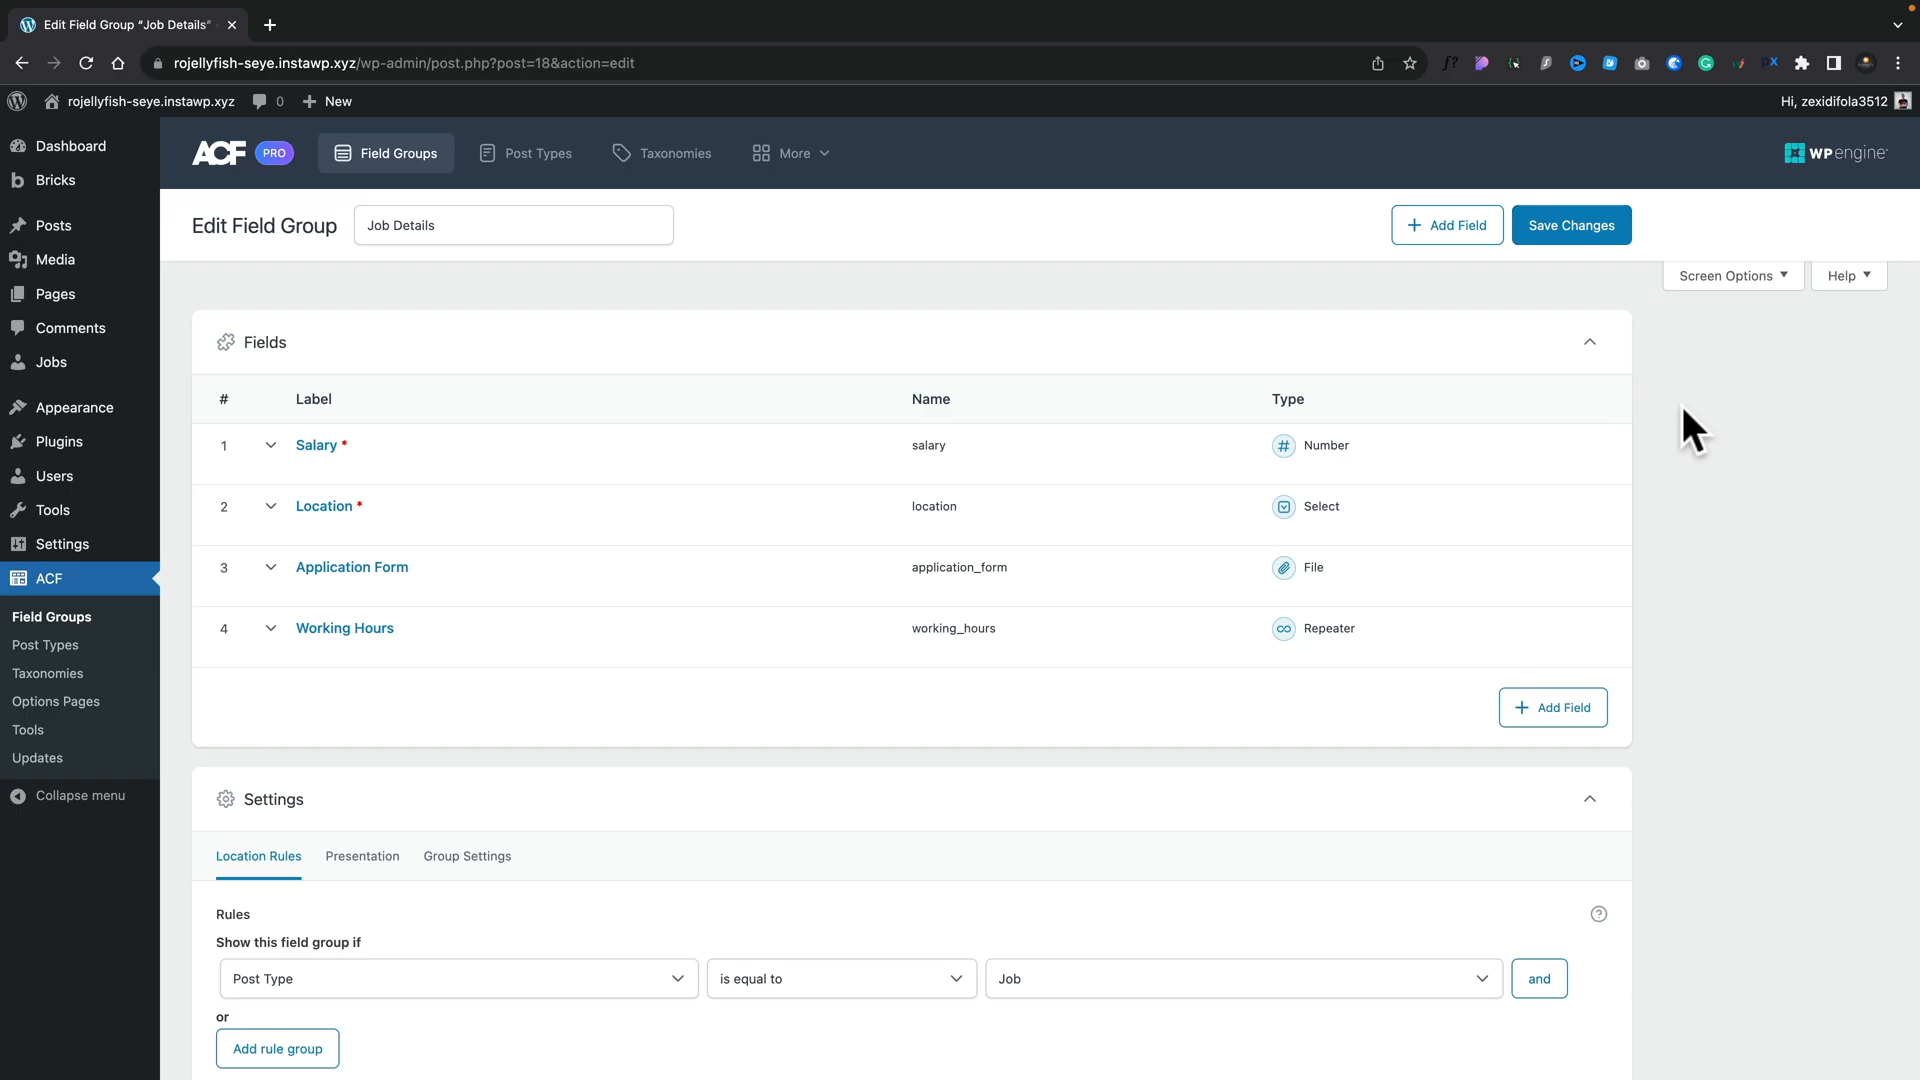 Edit Field Group "Job Details"
rojellyfish-seye.instawp.xyz/wp-admin/post.php?post=18&action=edit
rojellyfish-seye.instawp.xyz 0 New
Hi, zexidifola3512
Dashboard
Bricks
Posts
Media
Pages
Comments
Jobs
Appearance
Plugins
Users
Tools
Settings
ACF
Field Groups
Post Types
Taxonomies
Options Pages
Tools
Updates
Collapse menu
ACF PRO Field Groups Post Types Taxonomies More
WP engine
Edit Field Group Job Details
Add Field Save Changes
Screen Options Help
Fields
# Label Name Type
1 Salary * salary # Number
2 Location * location Select
3 Application Form application_form File
4 Working Hours working_hours Repeater
Add Field
Settings
Location Rules Presentation Group Settings
Rules
Show this field group if
Post Type is equal to Job and
or
Add rule group